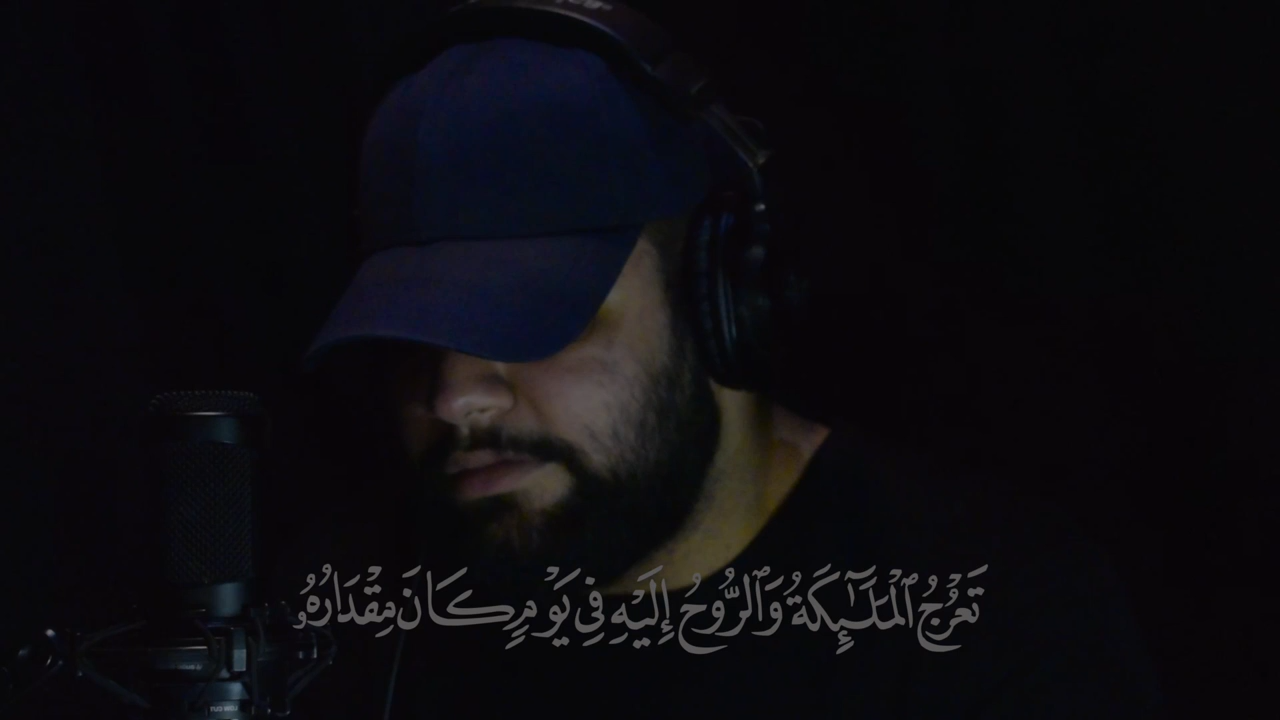 تَعْرُجُ ٱلْمَلَٰٓئِكَةُ وَٱلرُّوحُ إِلَيْهِ فِى يَوْمٍ كَانَ مِقْدَارُهُۥ